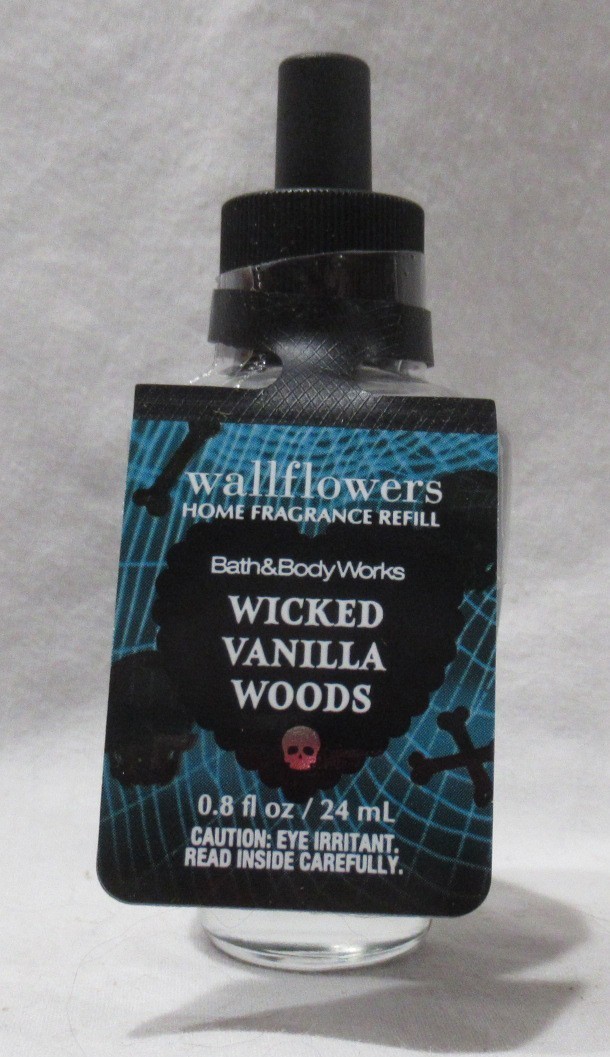 wallflowers
HOME FRAGRANCE REFILL
Bath&BodyWorks
WICKED
VANILLA
WOODS
0.8 fl oz / 24 mL
CAUTION: EYE IRRITANT.
READ INSIDE CAREFULLY.